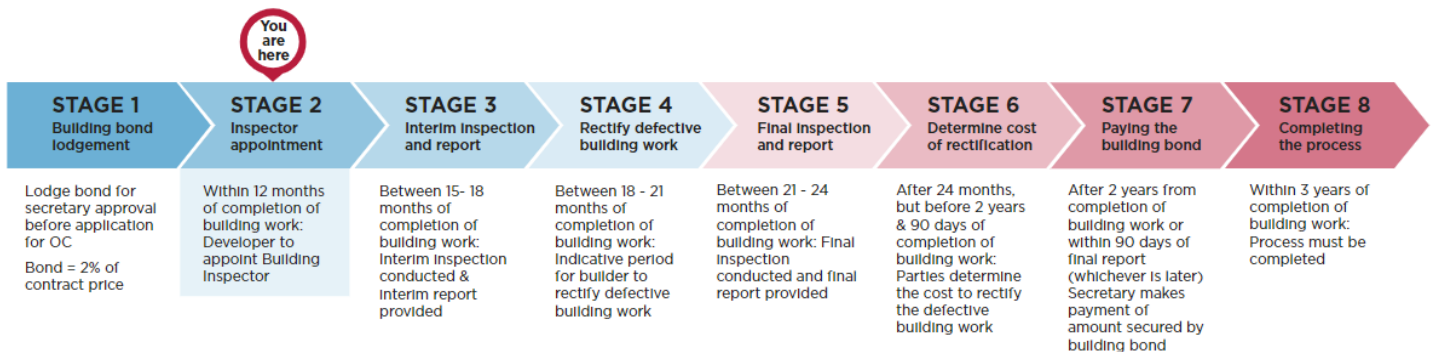 You
are
here
STAGE 1
Building bond
lodgement
STAGE 2
Inspector
appointment
STAGE 3
Interim inspection
and report
STAGE 4
Rectify defective
building work
STAGE 5
Final inspection
and report
STAGE 6
Determine cost
of rectification
STAGE 7
Paying the
building bond
STAGE 8
Completing
the process
Lodge bond for
secretary approval
before application
for OC
Bond = 2% of
contract price
Within 12 months
of completion of
building work:
Developer to
appoint Building
Inspector
Between 15- 18
months of
completion of
building work:
Interim inspection
conducted &
interim report
provided
Between 18 - 21
months of
completion of
building work:
Indicative period
for builder to
rectify defective
building work
Between 21 - 24
months of
completion of
building work: Final
inspection
conducted and final
report provided
After 24 months,
but before 2 years
& 90 days of
completion of
building work:
Parties determine
the cost to rectify
the defective
building work
After 2 years from
completion of
building work or
within 90 days of
final report
(whichever is later)
Secretary makes
payment of
amount secured by
building bond
Within 3 years of
completion of
building work:
Process must be
completed